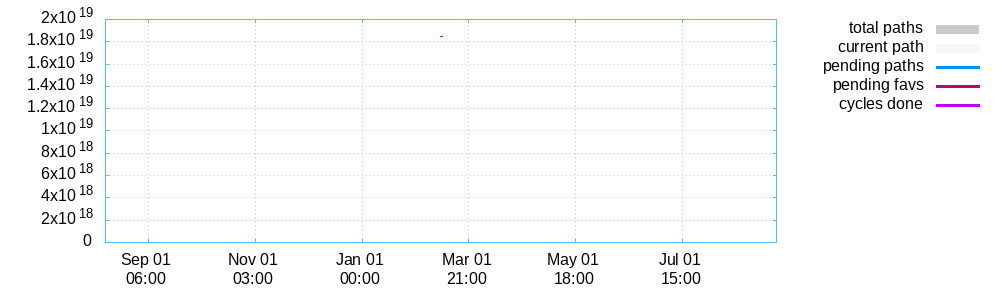 2x10 19
1.8x10 19
1.6x10 19
1.4x10 19
1.2x10 19
1x10 19
8x10 18
6x10 18
4x10 18
2x10 18
0
Sep 01 Nov 01 Jan 01 Mar 01 May 01 Jul 01
06:00 03:00 00:00 21:00 18:00 15:00
total paths
current path
pending paths
pending favs
cycles done